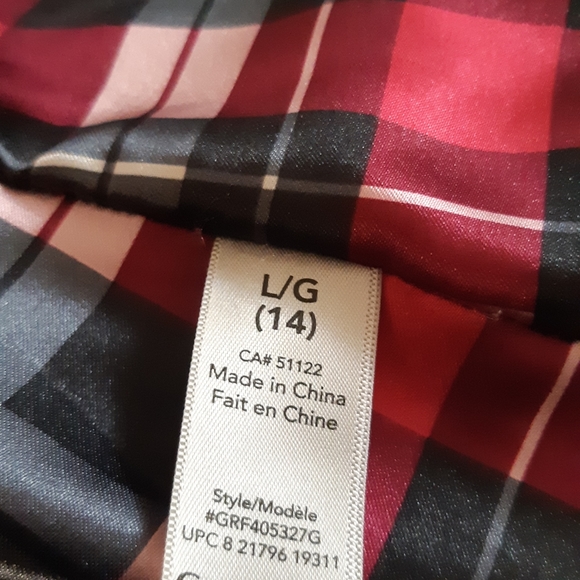 L/G
(14)
CA# 51122
Made in China
Fait en Chine
Style/Modèle
#GRF405327G
UPC 8 21796 19311